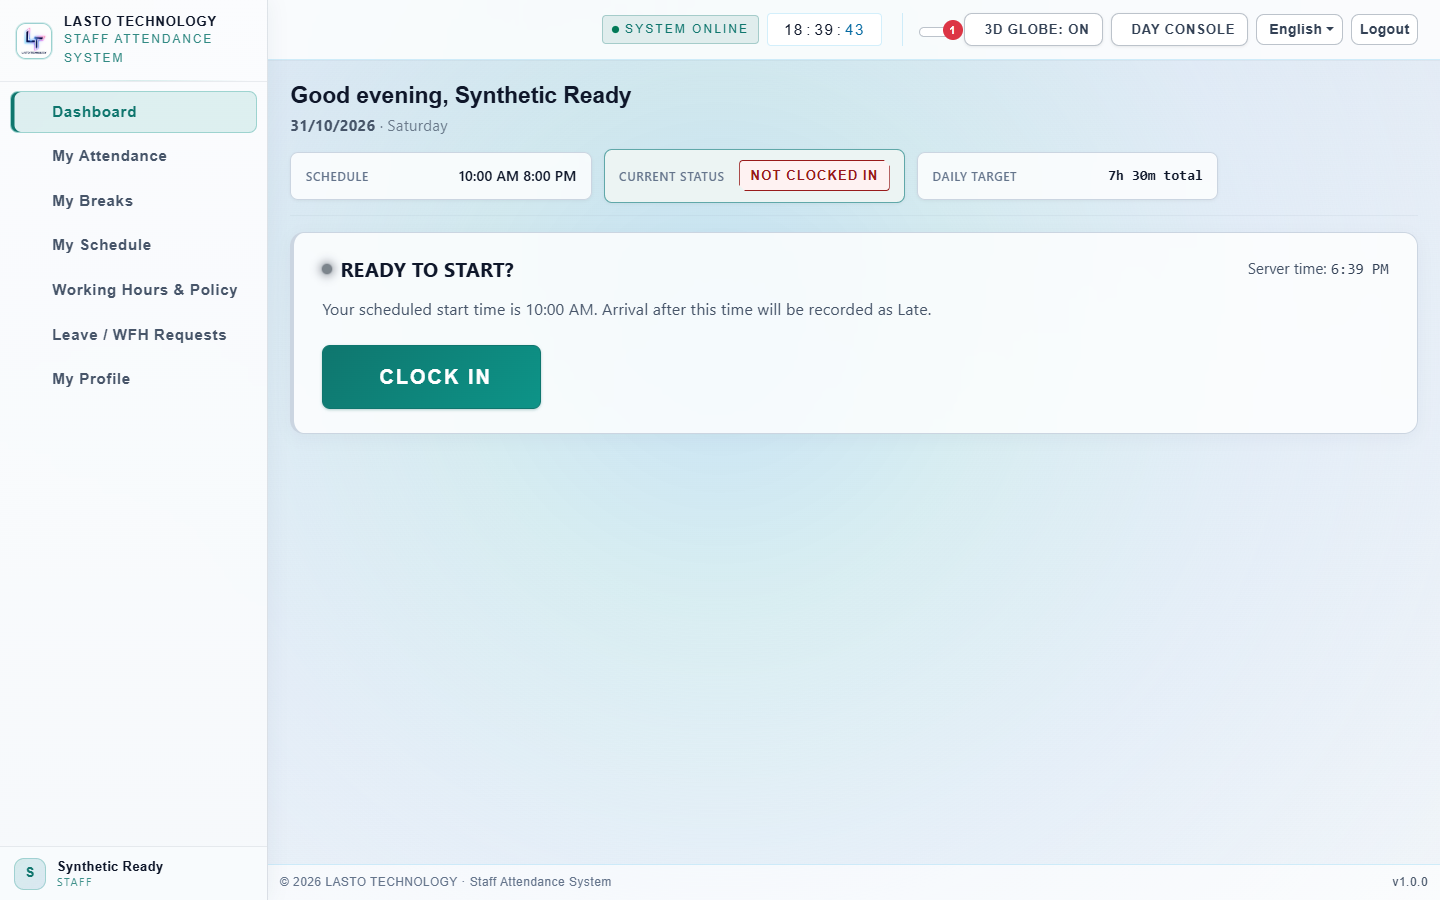 LASTO TECHNOLOGY
STAFF ATTENDANCE
SYSTEM
SYSTEM ONLINE
18:39:43
1
3D GLOBE: ON
DAY CONSOLE
English
Logout
Dashboard
My Attendance
My Breaks
My Schedule
Working Hours & Policy
Leave / WFH Requests
My Profile
Good evening, Synthetic Ready
31/10/2026 · Saturday
SCHEDULE 10:00 AM 8:00 PM
CURRENT STATUS NOT CLOCKED IN
DAILY TARGET 7h 30m total
READY TO START?
Server time: 6:39 PM
Your scheduled start time is 10:00 AM. Arrival after this time will be recorded as Late.
CLOCK IN
S
Synthetic Ready
STAFF
© 2026 LASTO TECHNOLOGY · Staff Attendance System
v1.0.0